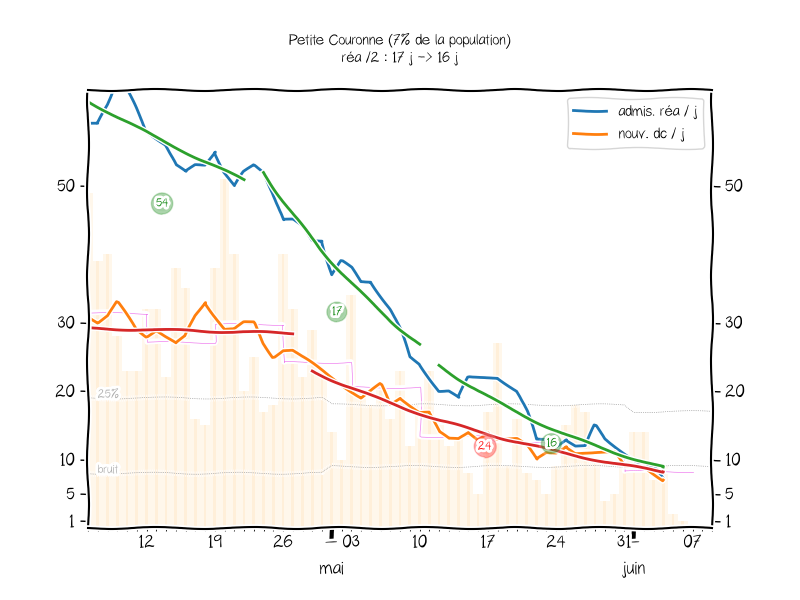 Petite Couronne (7% de la population)
réa /2 : 17 j -> 16 j
admis. réa / j
nouv. dc / j
50 50
54
17
30 30
25%
20 20
24
16
10 10
bruit
5 5
1 1
12 19 26 03 10 17 24 31 07
mai juin